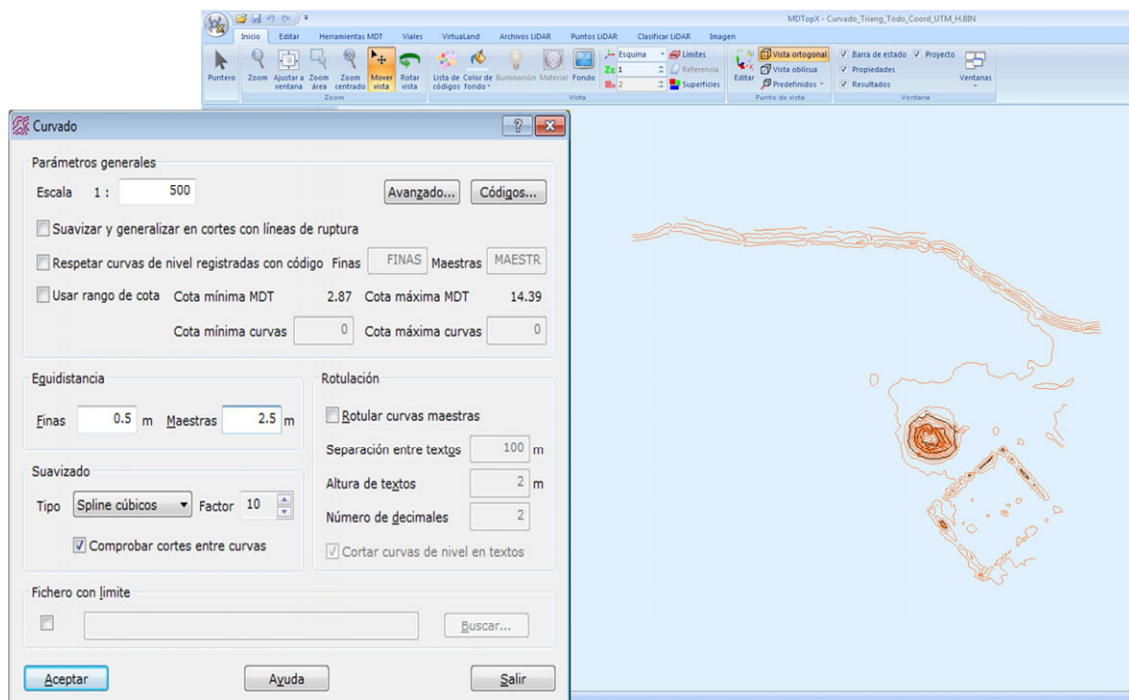 MDTopX - Curvado_Triang_Todo_Coord_UTM_H.BIN
Inicio Editar Herramientas MDT Viales VirtuaLand Archivos LiDAR Puntos LiDAR Clasificar LiDAR Imagen
Puntero
Zoom
Ajustar a ventana
Zoom área
Zoom centrado
Mover vista
Rotar vista
Zoom
Lista de códigos
Color de fondo
Iluminación
Material
Fondo
Esquina
1
2
Límites
Referencia
Superficies
Vista
Editar
Vista ortogonal
Vista oblícua
Predefinidos
Punto de vista
Barra de estado
Proyecto
Propiedades
Resultados
Ventanas
Ventana
Curvado
Parámetros generales
Escala 1 : 500 Avanzado... Códigos...
Suavizar y generalizar en cortes con líneas de ruptura
Respetar curvas de nivel registradas con código Finas FINAS Maestras MAESTR
Usar rango de cota Cota mínima MDT 2.87 Cota máxima MDT 14.39
Cota mínima curvas 0 Cota máxima curvas 0
Equidistancia
Finas 0.5 m Maestras 2.5 m
Suavizado
Tipo Spline cúbicos Factor 10
Comprobar cortes entre curvas
Rotulación
Rotular curvas maestras
Separación entre textos 100 m
Altura de textos 2 m
Número de decimales 2
Cortar curvas de nivel en textos
Fichero con limite
Buscar...
Aceptar Ayuda Salir